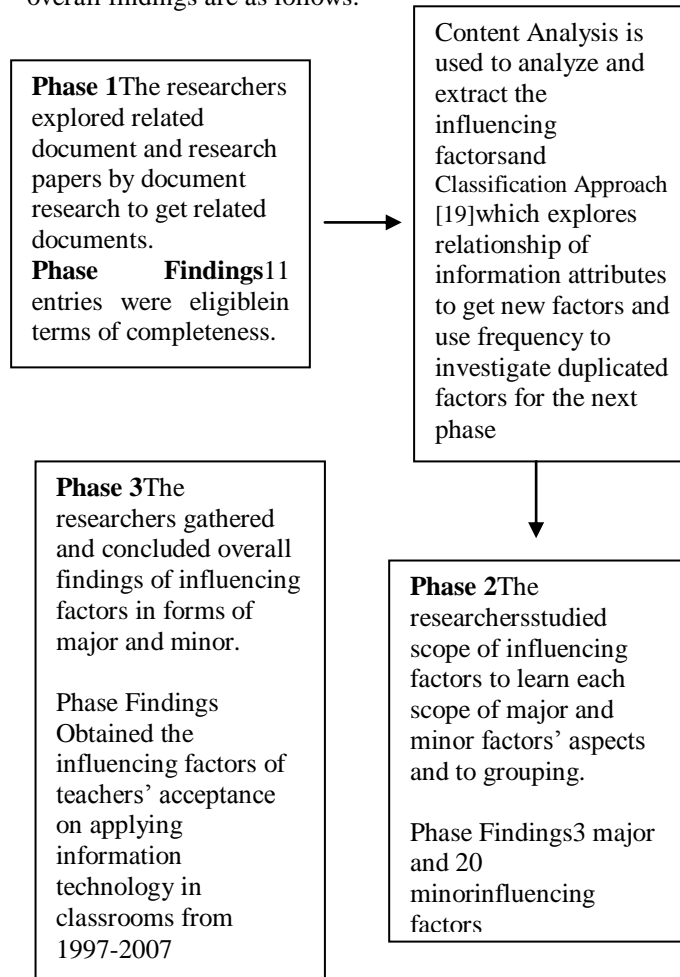 overall findings are as follows:
Phase 1The researchers
explored related
document and research
papers by document
research to get related
documents.
Phase Findings11
entries were eligiblein
terms of completeness.
Content Analysis is
used to analyze and
extract the
influencing
factorsand
Classification Approach
[19]which explores
relationship of
information attributes
to get new factors and
use frequency to
investigate duplicated
factors for the next
phase
Phase 2The
researchersstudied
scope of influencing
factors to learn each
scope of major and
minor factors’ aspects
and to grouping.
Phase Findings3 major
and 20
minorinfluencing
factors
Phase 3The
researchers gathered
and concluded overall
findings of influencing
factors in forms of
major and minor.
Phase Findings
Obtained the
influencing factors of
teachers’ acceptance
on applying
information
technology in
classrooms from
1997-2007